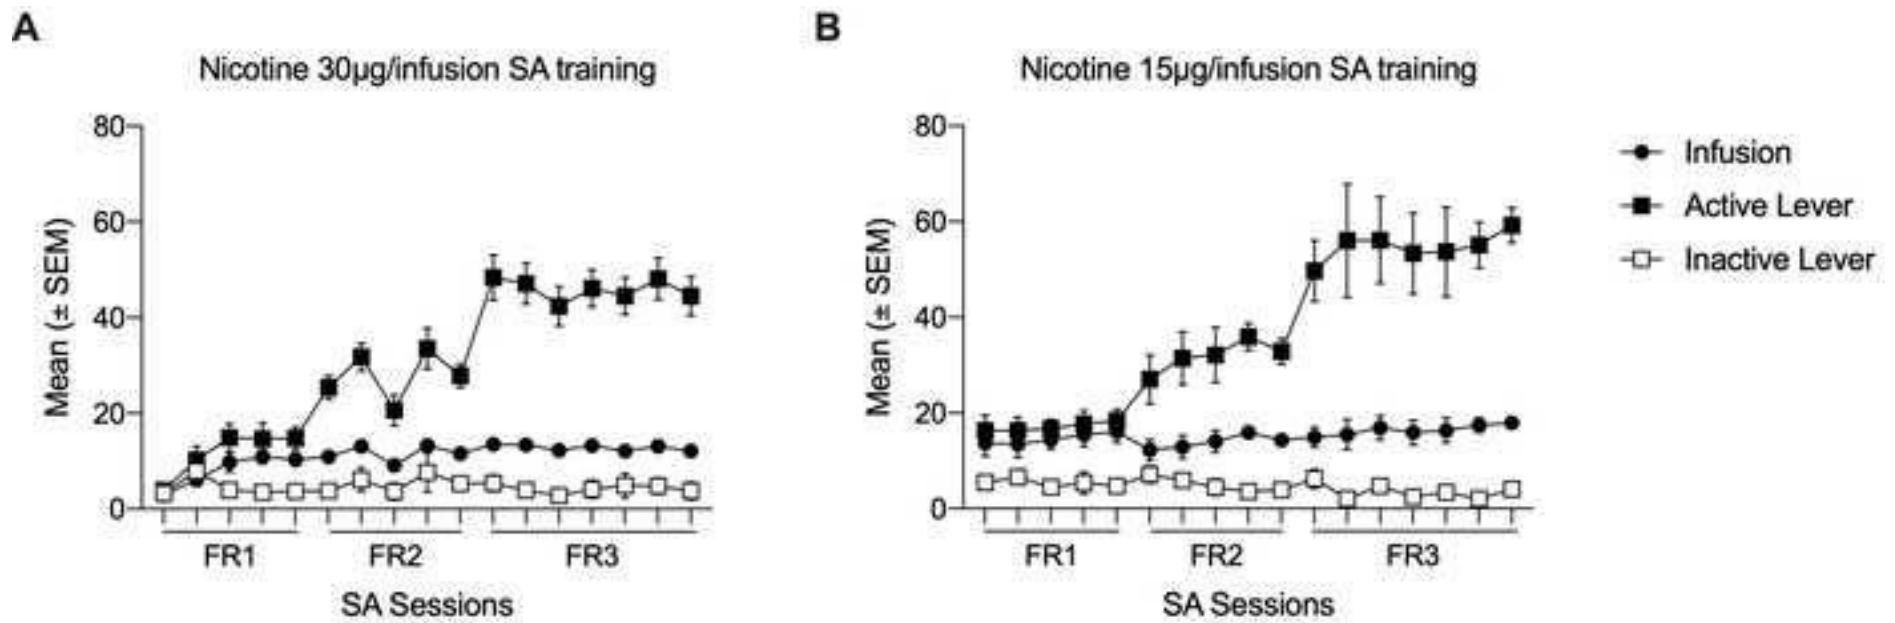 A
Nicotine 30µg/infusion SA training
80
60
40
20
0
Mean (± SEM)
FR1 FR2 FR3
SA Sessions
B
Nicotine 15µg/infusion SA training
80
60
40
20
0
Mean (± SEM)
FR1 FR2 FR3
SA Sessions
Infusion
Active Lever
Inactive Lever